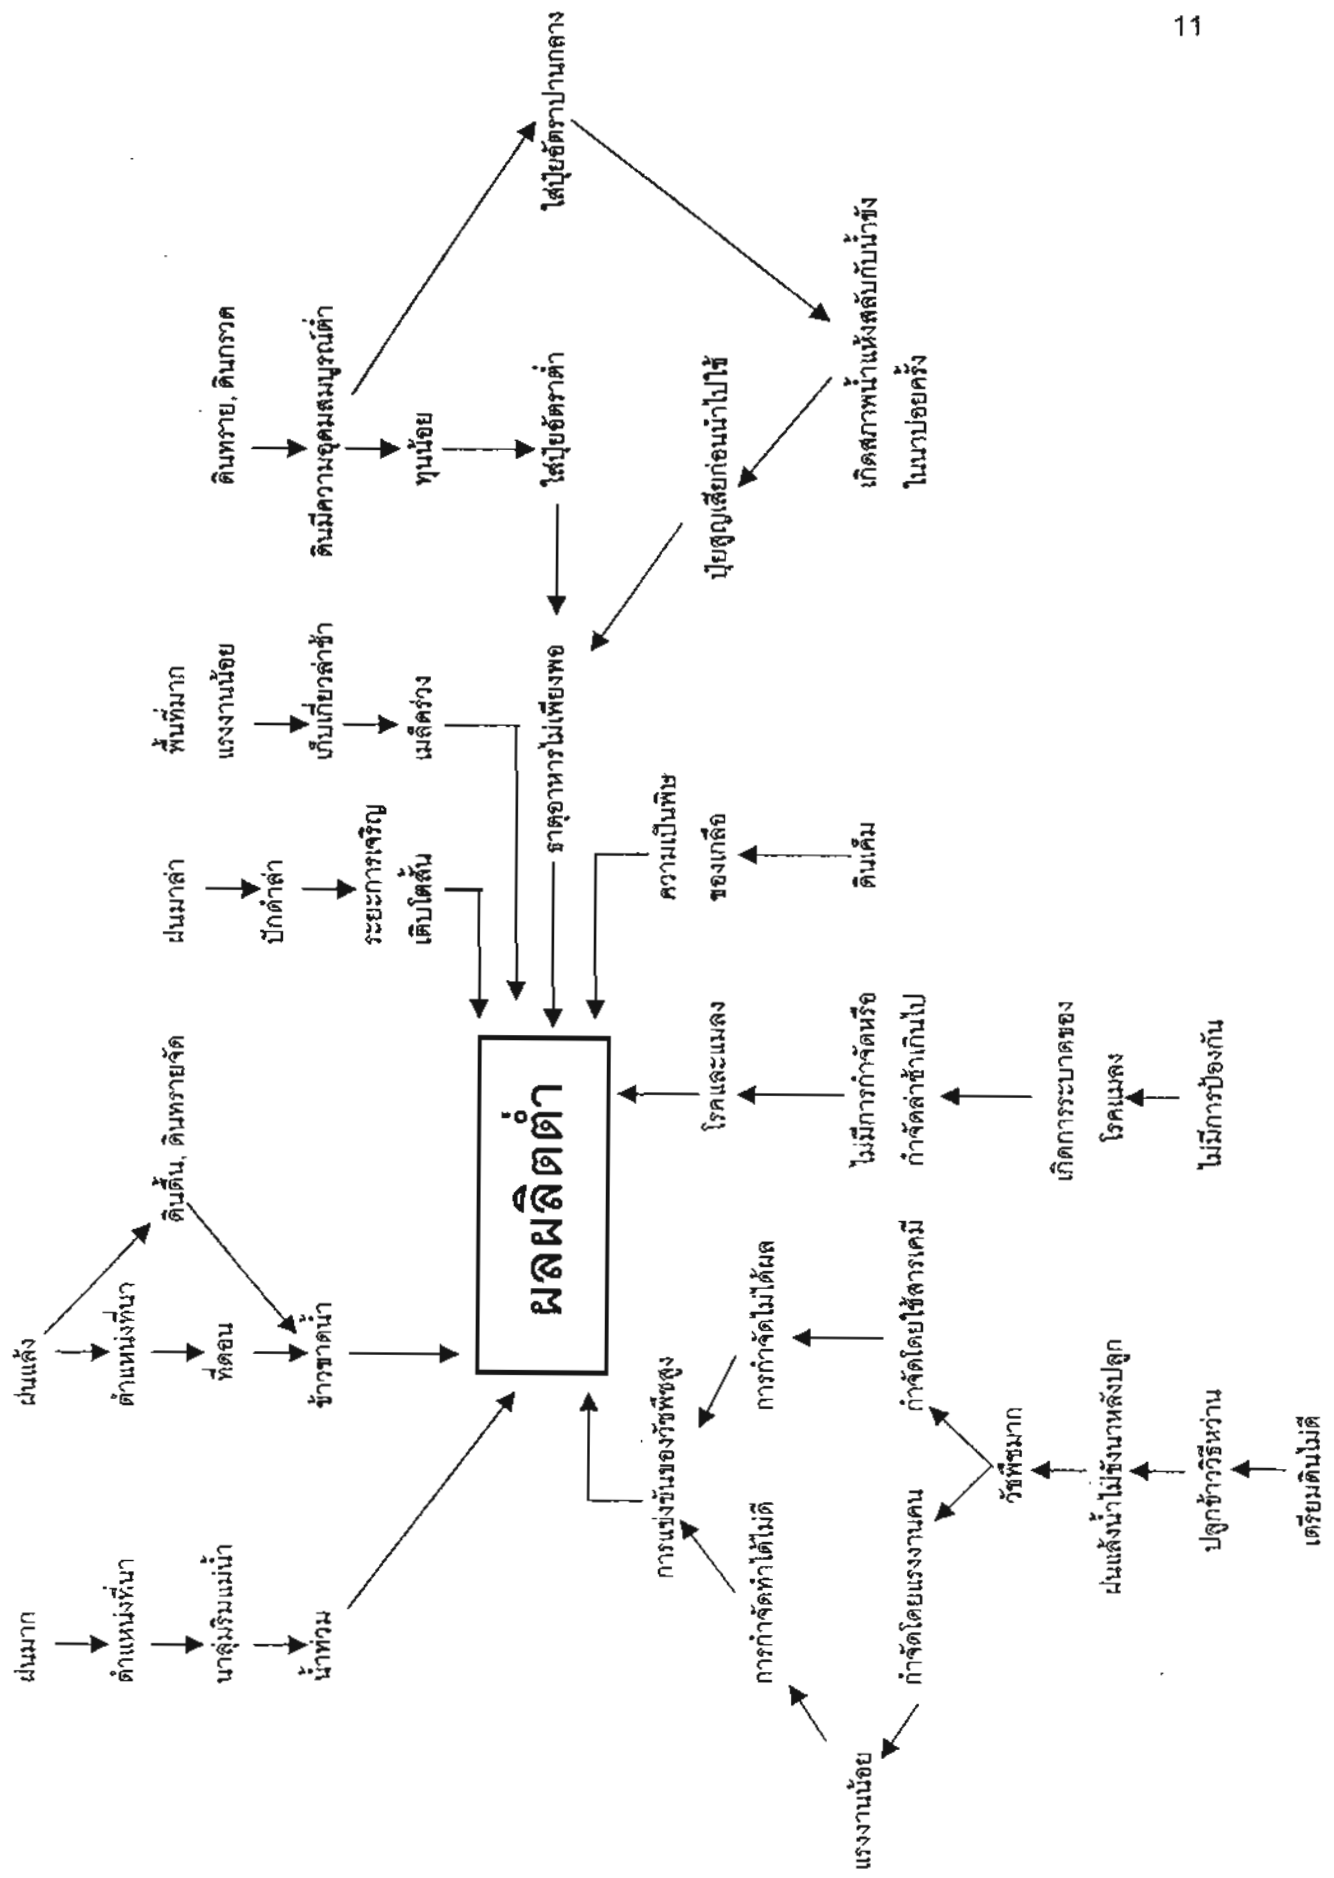 11
ฝนมาก
ตำแหน่งที่นา
นาลุ่มริมแม่น้ำ
น้ำท่วม
ฝนแล้ง
ตำแหน่งที่นา
ที่ดอน
ข้าวขาดน้ำ
ดินตื้น, ดินทรายจัด
ฝนมาล่า
ปักดำล่า
ระยะการเจริญ
เติบโตสั้น
พื้นที่มาก
แรงงานน้อย
เก็บเกี่ยวล่าช้า
เมล็ดร่วง
ดินทราย, ดินกรวด
ดินมีความอุดมสมบูรณ์ต่ำ
ทุนน้อย
ใส่ปุ๋ยอัตราต่ำ
ใส่ปุ๋ยอัตราปานกลาง
ธาตุอาหารไม่เพียงพอ
ปุ๋ยสูญเสียก่อนนำไปใช้
เกิดสภาพน้ำแห้งสลับกับน้ำขัง
ในนาบ่อยครั้ง
ผลผลิตต่ำ
การแข่งขันของวัชพืชสูง
การกำจัดทำได้ไม่ดี
การกำจัดไม่ได้ผล
แรงงานน้อย
กำจัดโดยแรงงานคน
กำจัดโดยใช้สารเคมี
วัชพืชมาก
ฝนแล้งน้ำไม่ขังนาหลังปลูก
ปลูกข้าววิธีหว่าน
เตรียมดินไม่ดี
โรคและแมลง
ไม่มีการกำจัดหรือ
กำจัดล่าช้าเกินไป
เกิดการระบาดของ
โรคแมลง
ไม่มีการป้องกัน
ความเป็นพิษ
ของเกลือ
ดินเค็ม